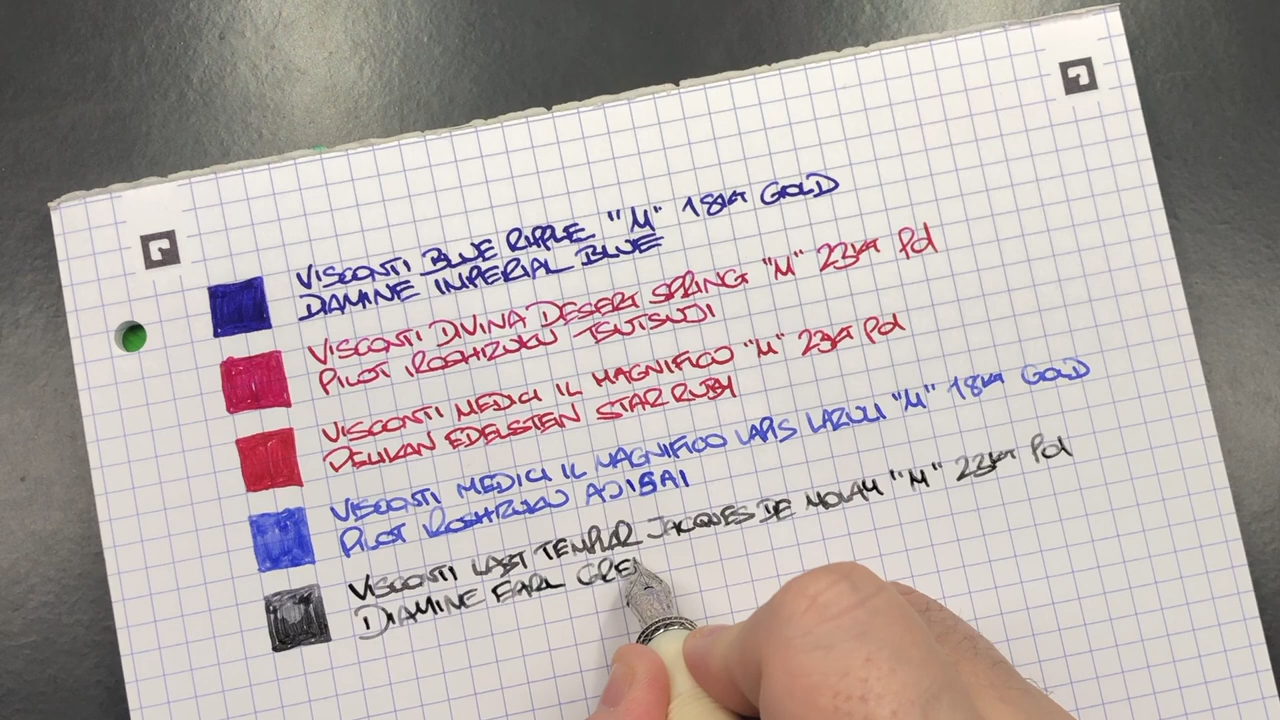 VISCONTI BLUE RIPPLE "M" 18KT GOLD
DIAMINE IMPERIAL BLUE
VISCONTI DIVINA DESERT SPRING "M" 23KT Pd
PILOT IROSHIZUKU TSUTSUJI
VISCONTI MEDICI IL MAGNIFICO "M" 23KT Pd
PELIKAN EDELSTEN STAR RUBY
VISCONTI MEDICI IL MAGNIFICO LAPIS LAZULI "M" 18KT GOLD
PILOT IROSHIZUKU AJISAI
VISCONTI LAST TEMPLAR JACQUES DE MOLAY "M" 23KT Pd
DIAMINE EARL GRE